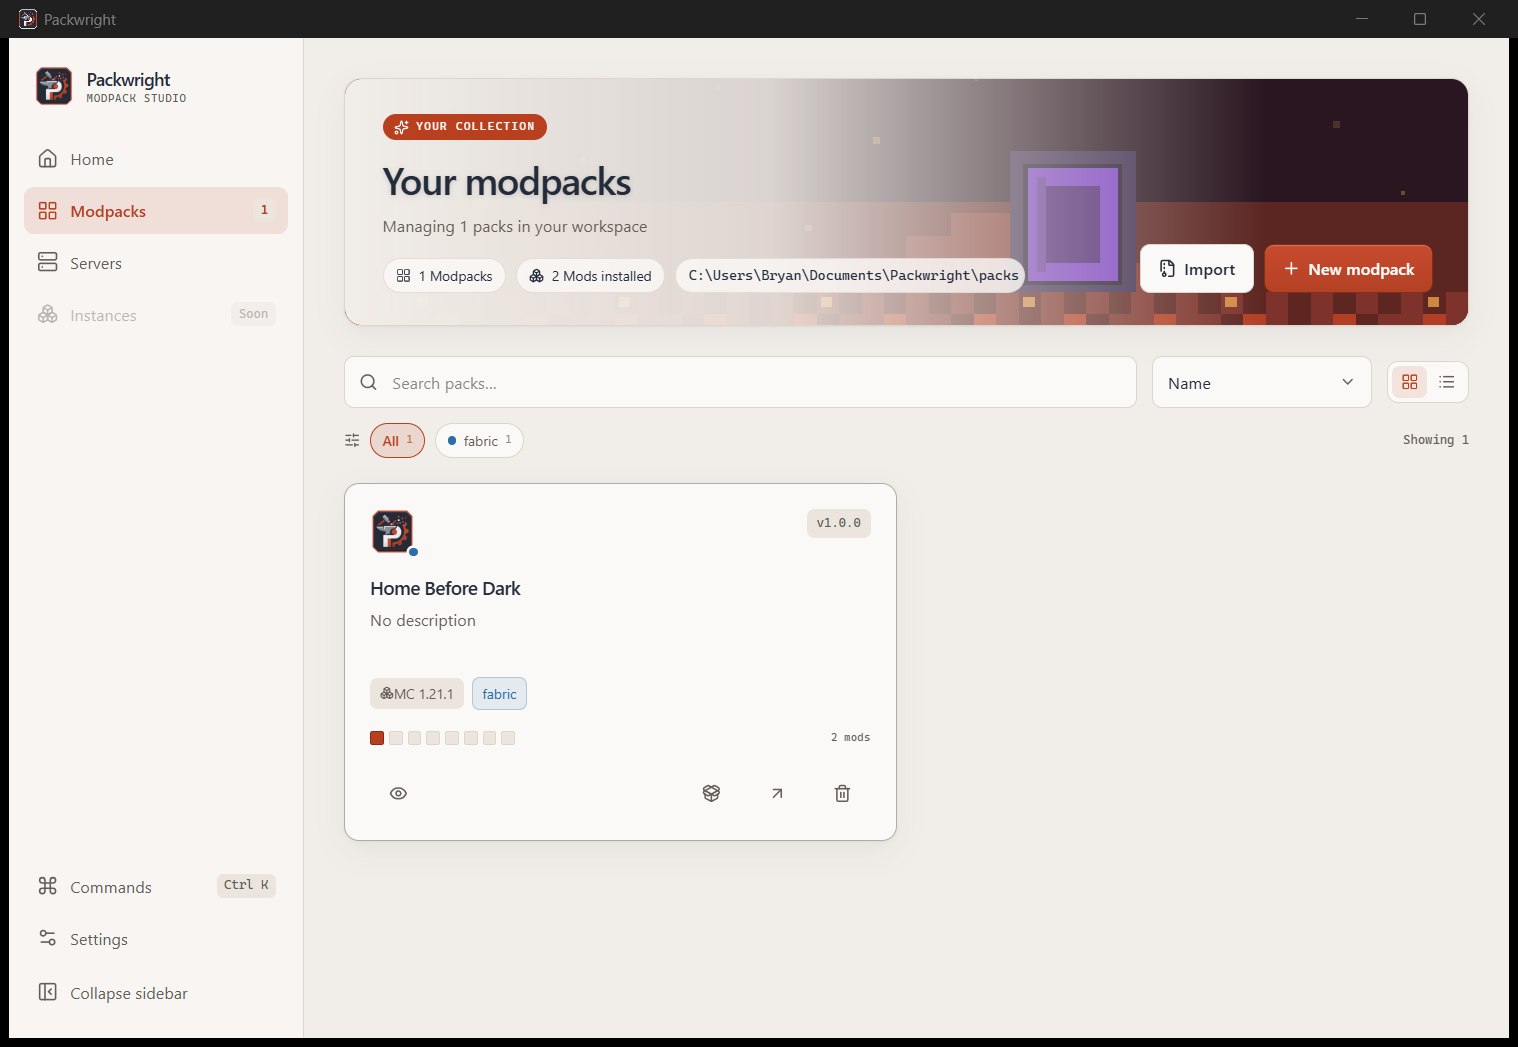 Packwright
Packwright
MODPACK STUDIO
Home
Modpacks 1
Servers
Instances Soon
YOUR COLLECTION
Your modpacks
Managing 1 packs in your workspace
1 Modpacks 2 Mods installed C:\Users\Bryan\Documents\Packwright\packs
Import + New modpack
Search packs...
Name
All 1 fabric 1
Showing 1
v1.0.0
Home Before Dark
No description
MC 1.21.1 fabric
2 mods
Commands Ctrl K
Settings
Collapse sidebar